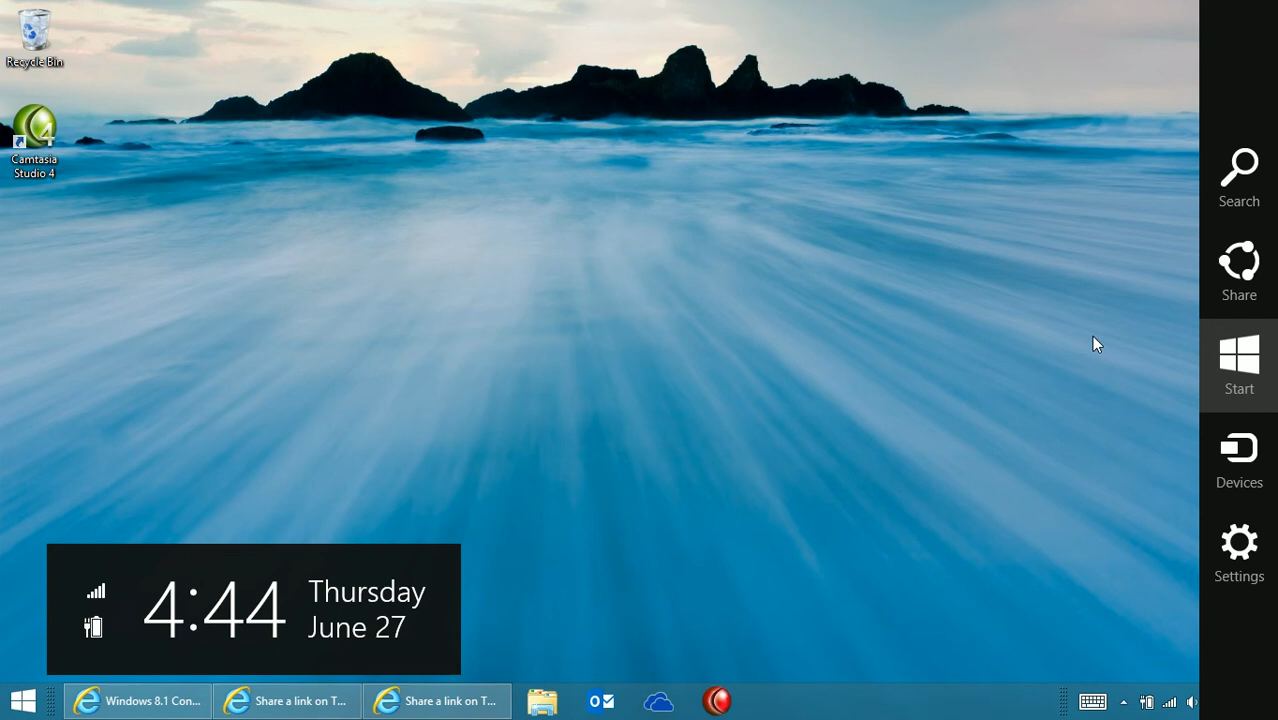 Recycle Bin
Camtasia
Studio 4
Search
Share
Start
Devices
Settings
4:44
Thursday
June 27
Windows 8.1 Con...
Share a link on T...
Share a link on T...